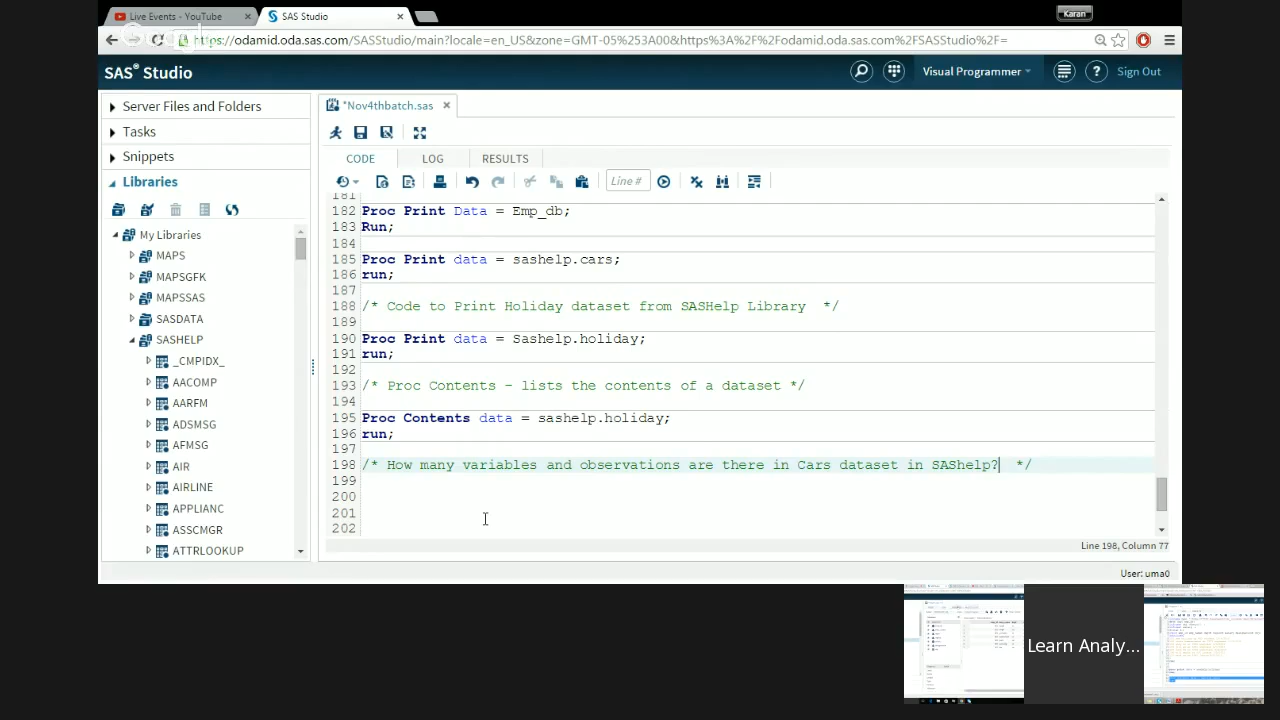 Live Events - YouTube
SAS Studio
Karan
https://odamid.oda.sas.com/SASStudio/main?locale=en_US&zone=GMT-05%253A00&https%3A%2F%2Fodamid.oda.sas.com%2FSASStudio%2F=
SAS® Studio
Visual Programmer
Sign Out
Server Files and Folders
Tasks
Snippets
Libraries
My Libraries
MAPS
MAPSGFK
MAPSSAS
SASDATA
SASHELP
_CMPIDX_
AACOMP
AARFM
ADSMSG
AFMSG
AIR
AIRLINE
APPLIANC
ASSCMGR
ATTRLOOKUP
*Nov4thbatch.sas
CODE LOG RESULTS
Line #
181
182 Proc Print Data = Emp_db;
183 Run;
184
185 Proc Print data = sashelp.cars;
186 run;
187
188 /* Code to Print Holiday dataset from SASHelp Library */
189
190 Proc Print data = Sashelp.holiday;
191 run;
192
193 /* Proc Contents - lists the contents of a dataset */
194
195 Proc Contents data = sashelp.holiday;
196 run;
197
198 /* How many variables and observations are there in Cars dataset in SAShelp? */
199
200
201
202
Line 198, Column 77
User: uma0
Learn Analy...